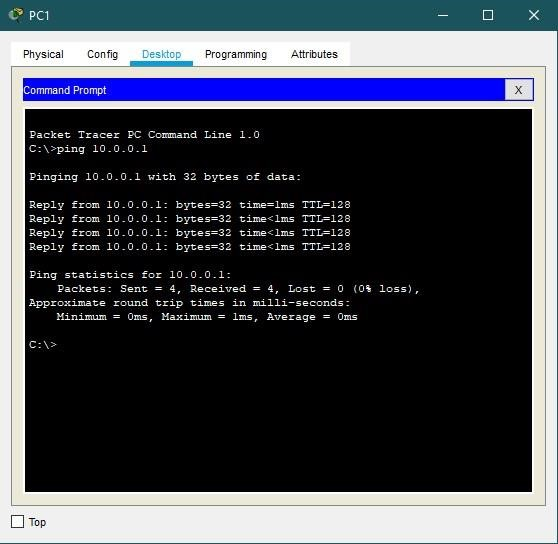 PC1
Physical Config Desktop Programming Attributes
Command Prompt X
Packet Tracer PC Command Line 1.0
C:\>ping 10.0.0.1
Pinging 10.0.0.1 with 32 bytes of data:
Reply from 10.0.0.1: bytes=32 time=1ms TTL=128
Reply from 10.0.0.1: bytes=32 time<1ms TTL=128
Reply from 10.0.0.1: bytes=32 time<1ms TTL=128
Reply from 10.0.0.1: bytes=32 time<1ms TTL=128
Ping statistics for 10.0.0.1:
Packets: Sent = 4, Received = 4, Lost = 0 (0% loss),
Approximate round trip times in milli-seconds:
Minimum = 0ms, Maximum = 1ms, Average = 0ms
C:\>
Top